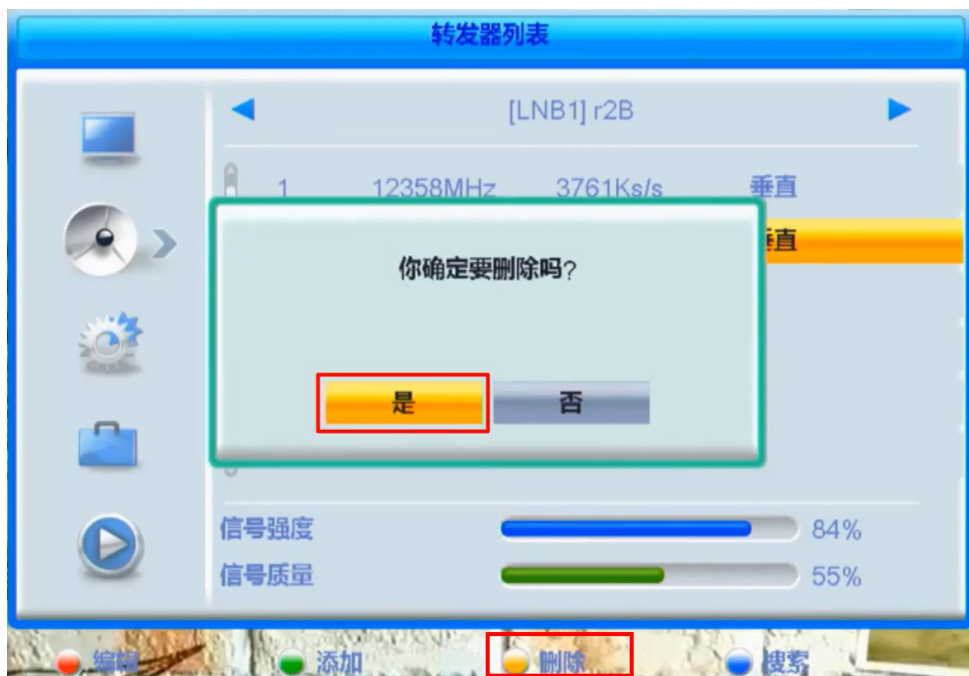 转发器列表
[LNB1] r2B
1 12358MHz 3761Ks/s 垂直
垂直
你确定要删除吗?
是 否
信号强度 84%
信号质量 55%
编辑 添加 删除 搜索